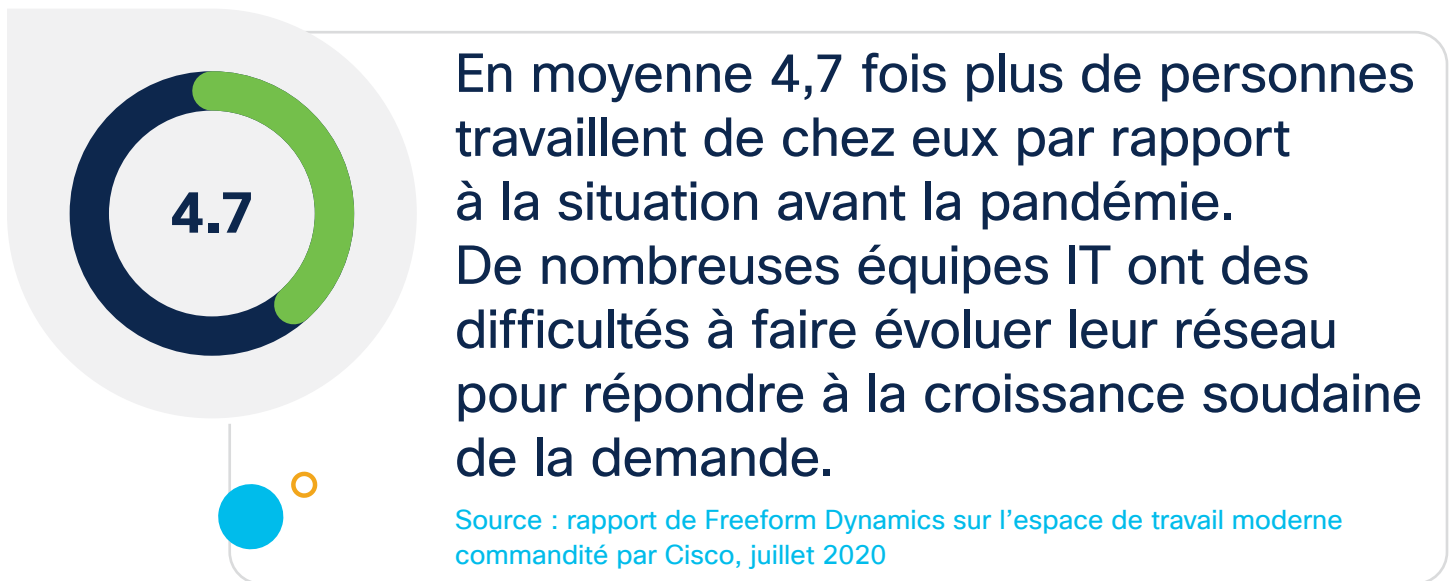 4.7
En moyenne 4,7 fois plus de personnes
travaillent de chez eux par rapport
à la situation avant la pandémie.
De nombreuses équipes IT ont des
difficultés à faire évoluer leur réseau
pour répondre à la croissance soudaine
de la demande.
Source : rapport de Freeform Dynamics sur l’espace de travail moderne
commandité par Cisco, juillet 2020